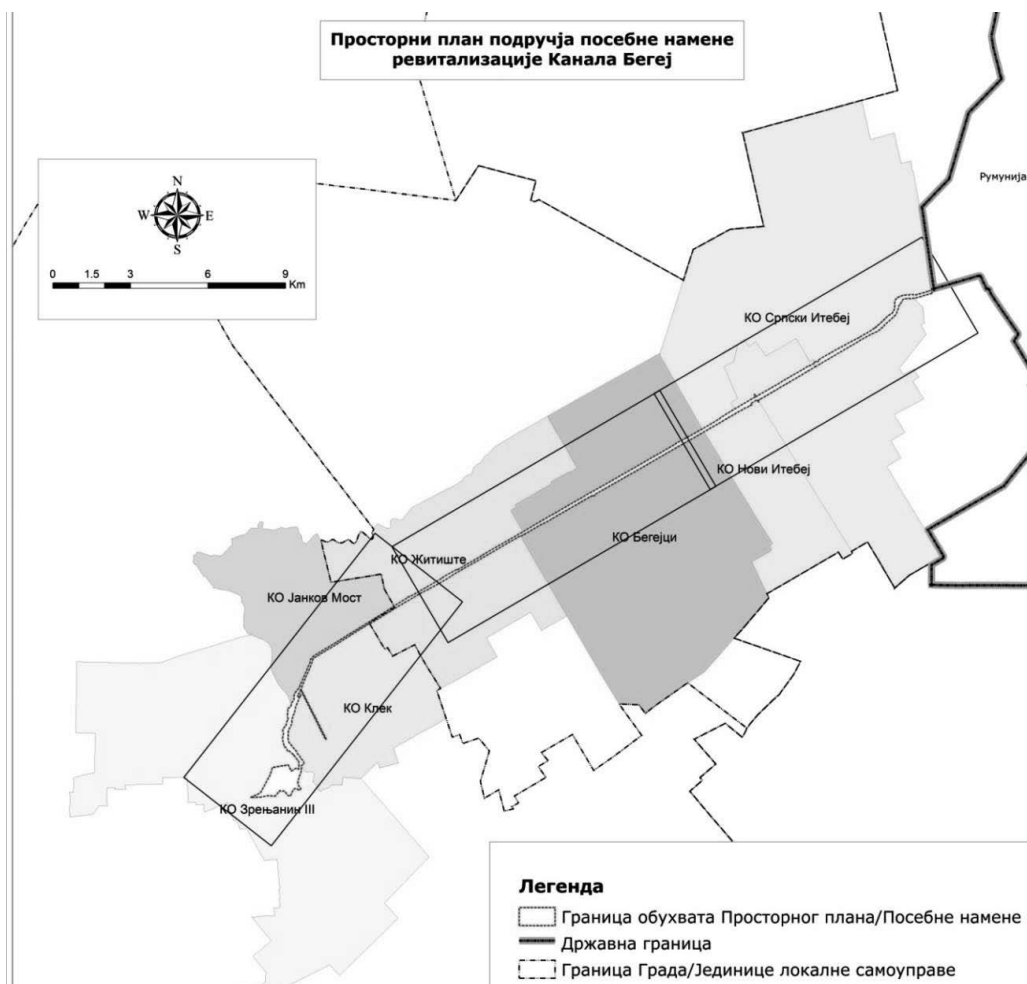 Просторни план подручја посебне намене
ревитализације Канала Бегеј
N
W E
S
0 1.5 3 6 9
Km
Румунија
КО Српски Итебеј
КО Нови Итебеј
КО Бегејци
КО Житиште
КО Јанков Мост
КО Клек
КО Зрењанин III
Легенда
Граница обухвата Просторног плана/Посебне намене
Државна граница
Граница Града/Јединице локалне самоуправе